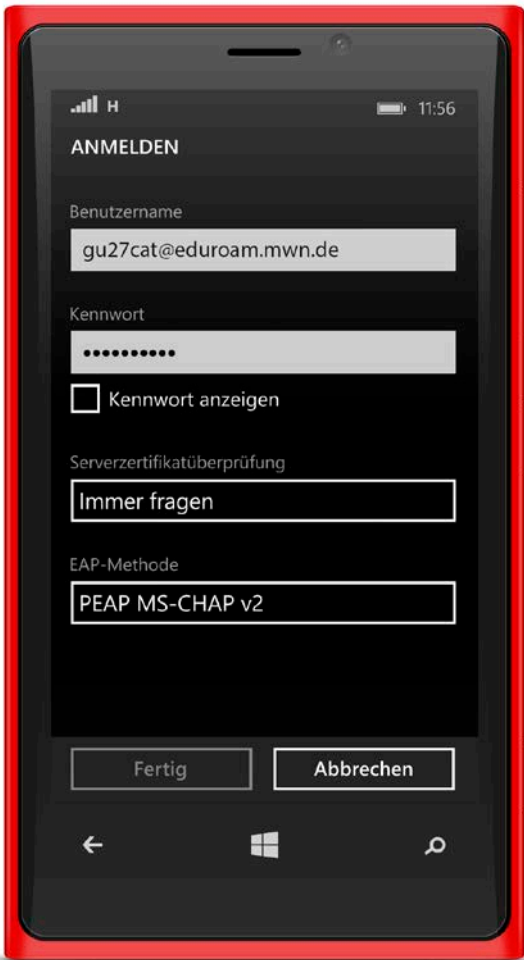 H 11:56
ANMELDEN
Benutzername
gu27cat@eduroam.mwn.de
Kennwort
••••••••••
Kennwort anzeigen
Serverzertifikatüberprüfung
Immer fragen
EAP-Methode
PEAP MS-CHAP v2
Fertig Abbrechen